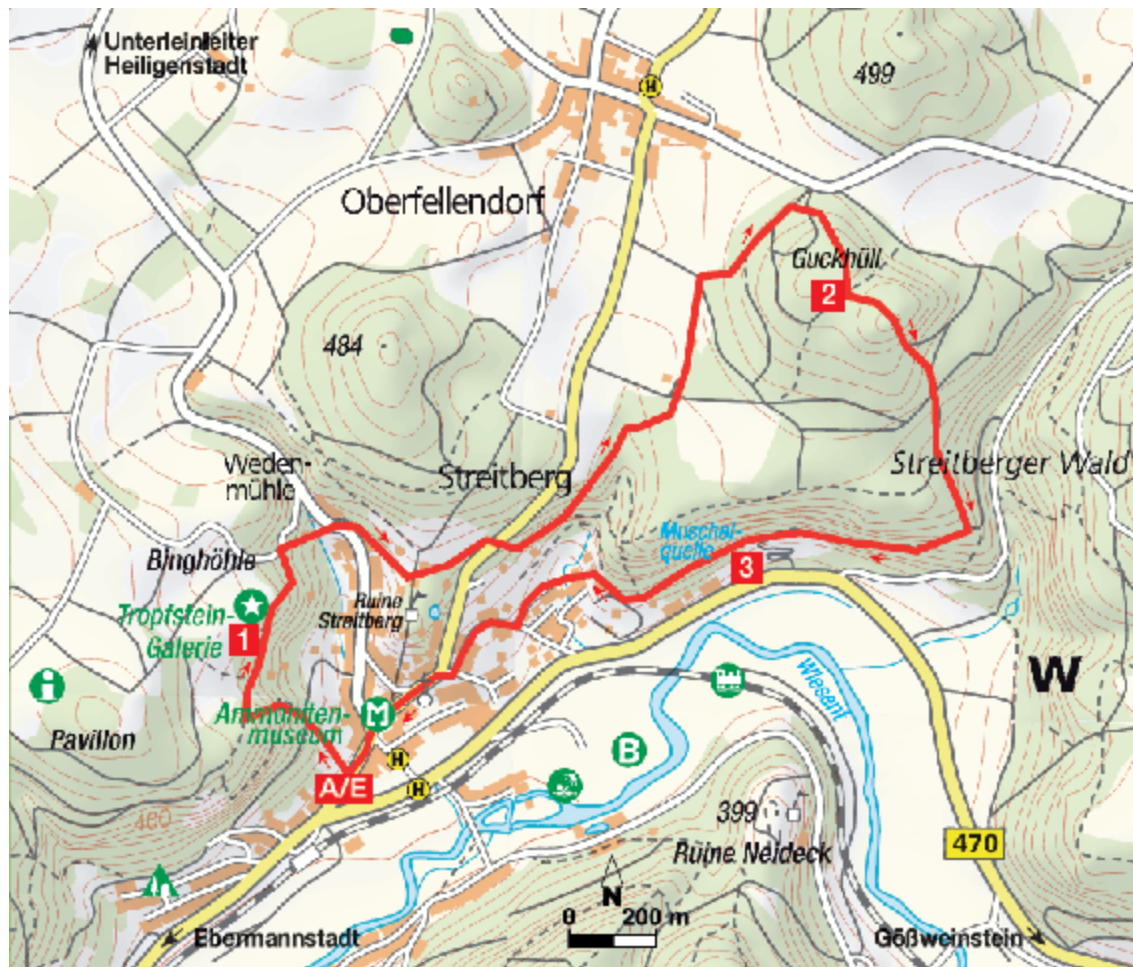 Unterleinleiter
Heiligenstadt
499
H
Oberfellendorf
Guckhüll
2
484
Weden-
mühle
Streitberg
Streitberger Wald
Muschel-
quelle
3
Binghöhle
Tropfstein-
Galerie
1
Ruine
Streitberg
W
Wiesent
i
Pavillon
Ammoniten-
museum
M
B
H
A/E
H
400
399
Ruine Neideck
470
N
0 200 m
Ebermannstadt
Gößweinstein